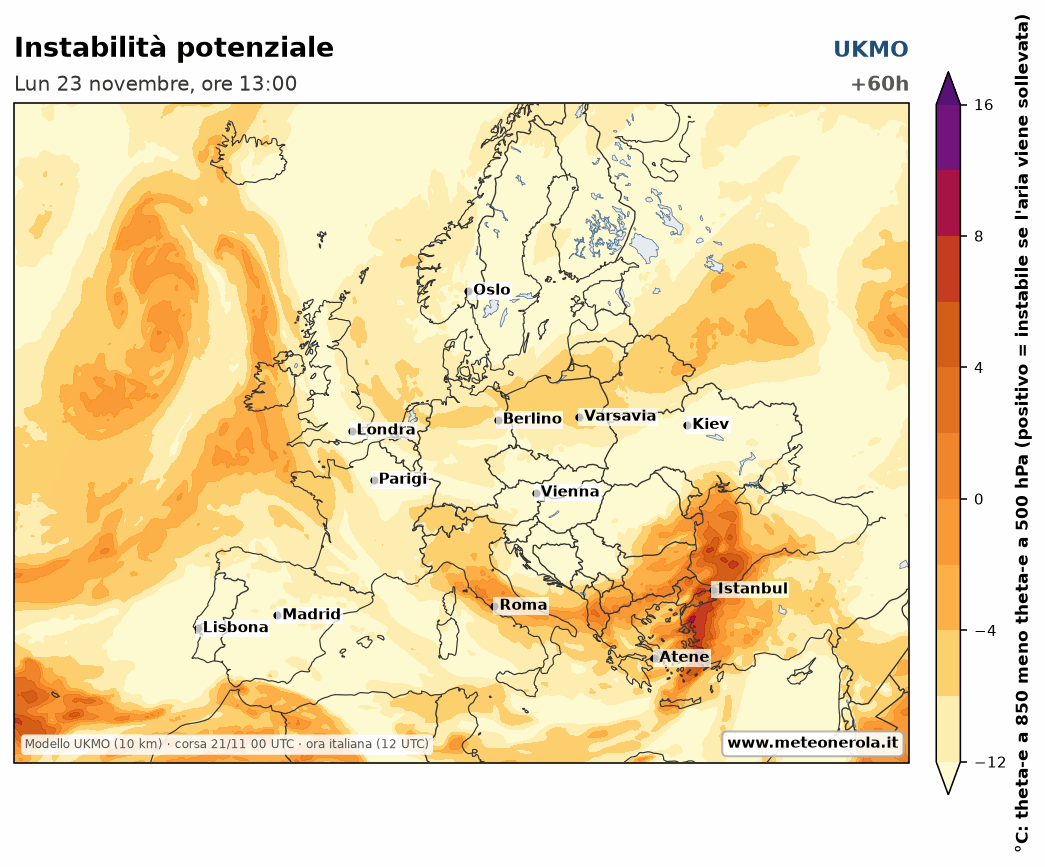 Instabilità potenziale
UKMO
Lun 23 novembre, ore 13:00
+60h
Oslo
Berlino
Varsavia
Kiev
Londra
Parigi
Vienna
Istanbul
Roma
Madrid
Lisbona
Atene
Modello UKMO (10 km) · corsa 21/11 00 UTC · ora italiana (12 UTC)
www.meteonerola.it
16
8
4
0
−4
−12
°C: theta-e a 850 meno theta-e a 500 hPa (positivo = instabile se l'aria viene sollevata)